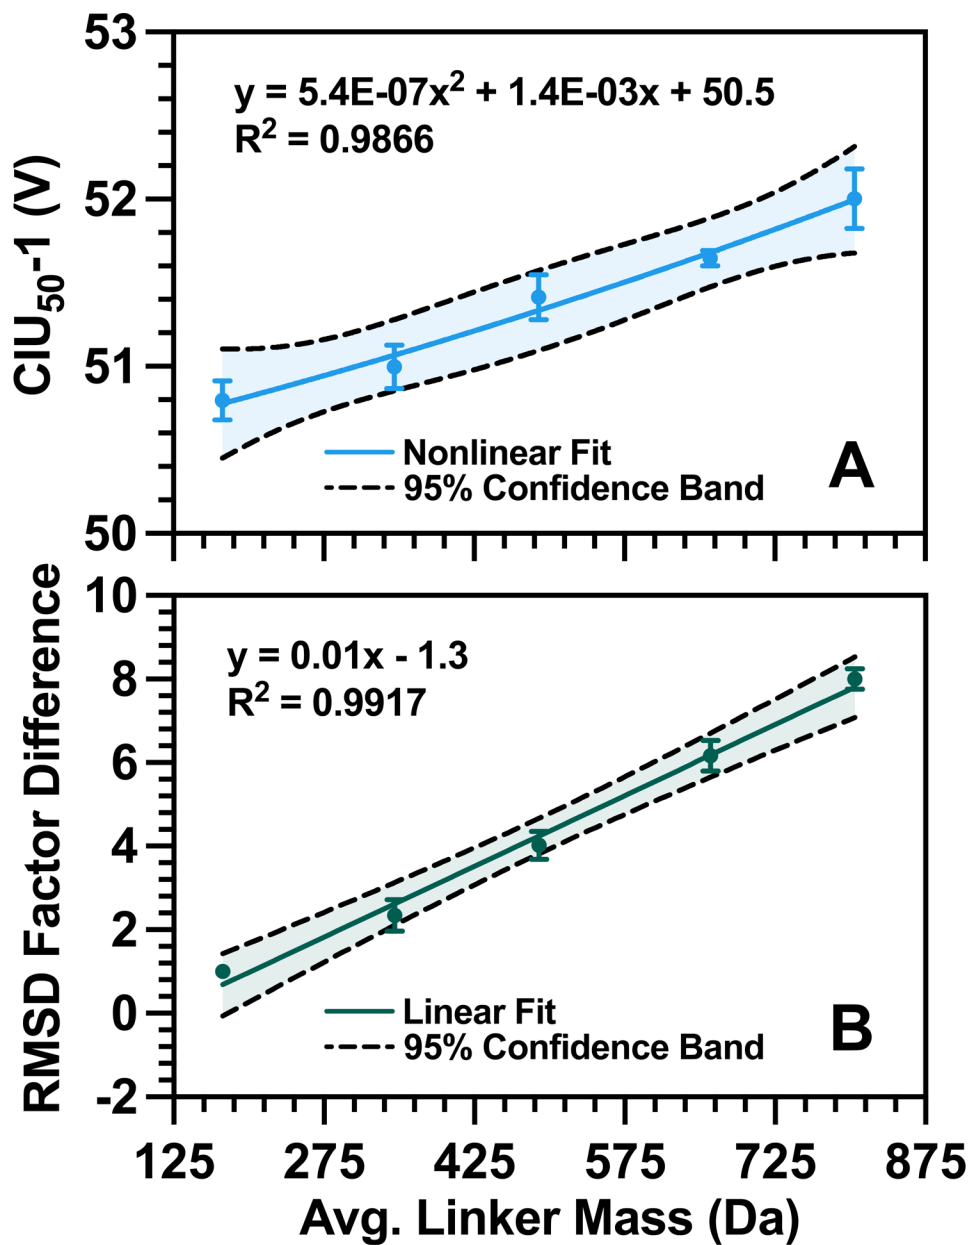 53
52
51
50
CIU₅₀-1 (V)
y = 5.4E-07x² + 1.4E-03x + 50.5
R² = 0.9866
Nonlinear Fit
95% Confidence Band
A
10
8
6
4
2
0
-2
RMSD Factor Difference
y = 0.01x - 1.3
R² = 0.9917
Linear Fit
95% Confidence Band
B
125 275 425 575 725 875
Avg. Linker Mass (Da)